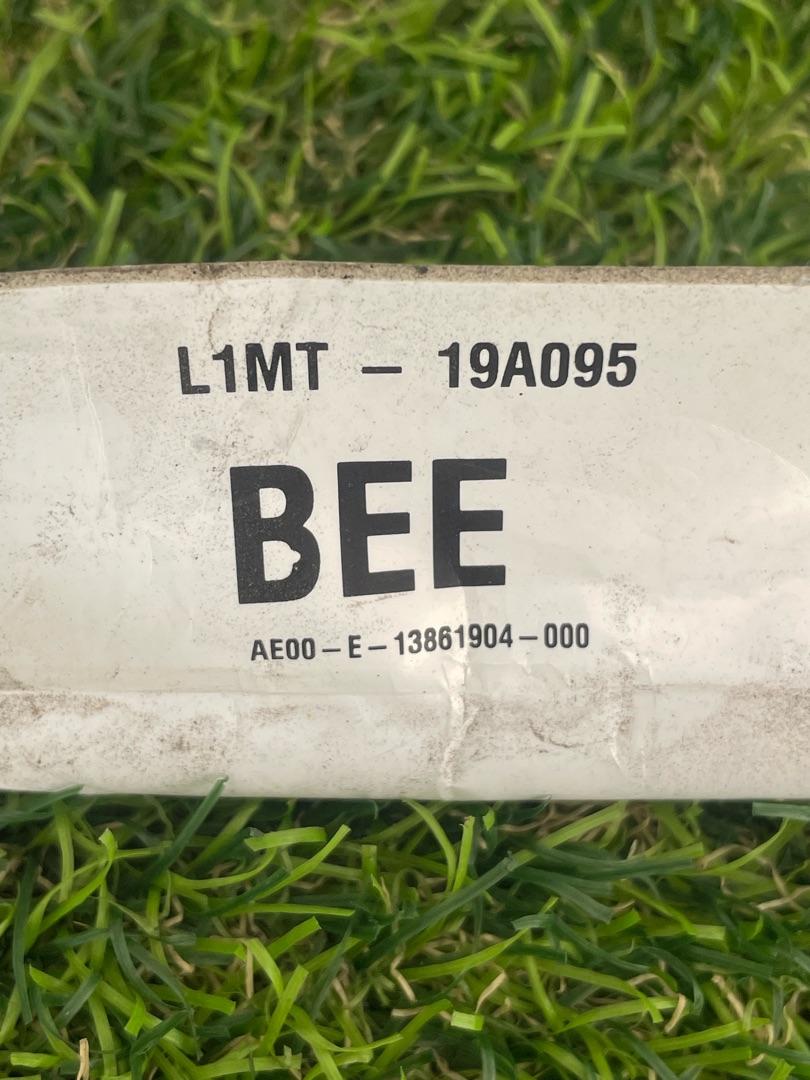 L1MT – 19A095
BEE
AE00 – E – 13861904 – 000